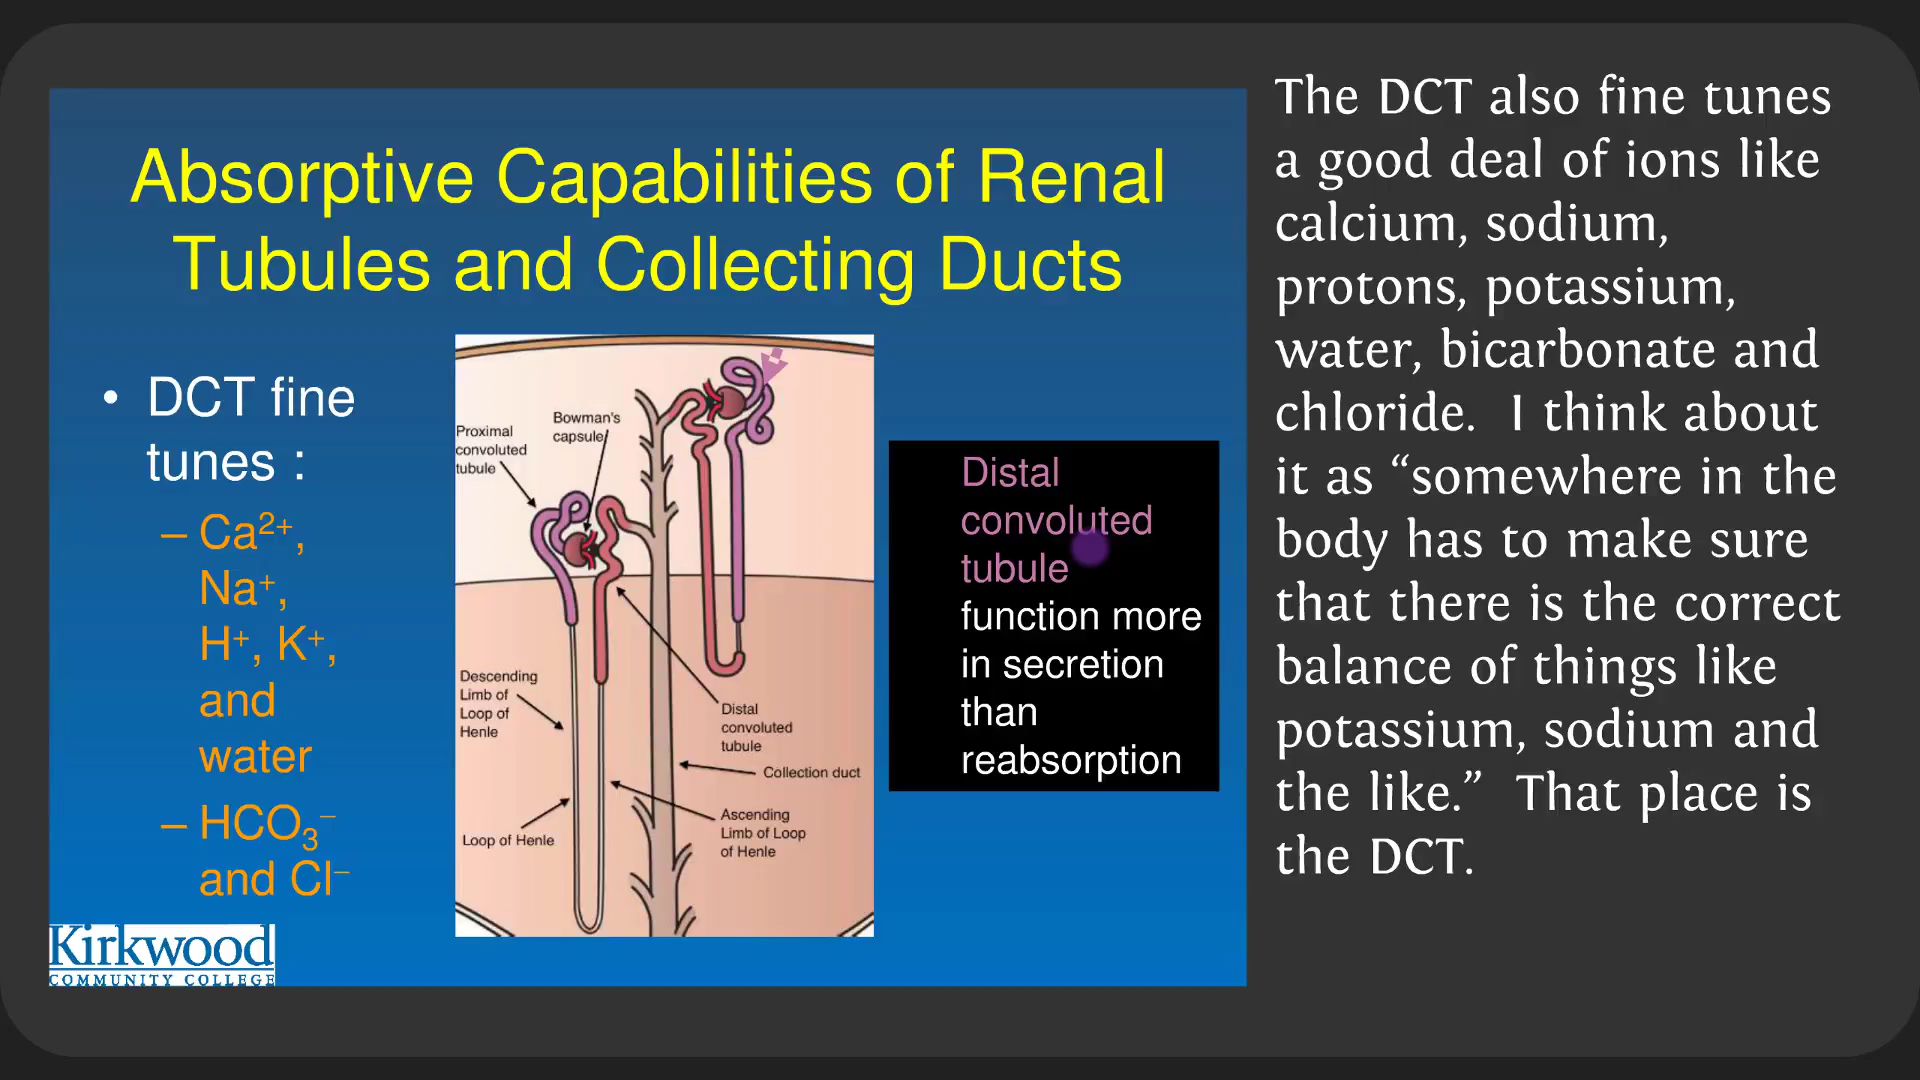 Absorptive Capabilities of Renal
Tubules and Collecting Ducts
• DCT fine
tunes :
– Ca²⁺,
Na⁺,
H⁺, K⁺,
and
water
– HCO₃⁻
and Cl⁻
Proximal
convoluted
tubule
Bowman's
capsule
Descending
Limb of
Loop of
Henle
Loop of Henle
Distal
convoluted
tubule
Collection duct
Ascending
Limb of Loop
of Henle
Distal
convoluted
tubule
function more
in secretion
than
reabsorption
Kirkwood
COMMUNITY COLLEGE
The DCT also fine tunes
a good deal of ions like
calcium, sodium,
protons, potassium,
water, bicarbonate and
chloride. I think about
it as “somewhere in the
body has to make sure
that there is the correct
balance of things like
potassium, sodium and
the like.” That place is
the DCT.